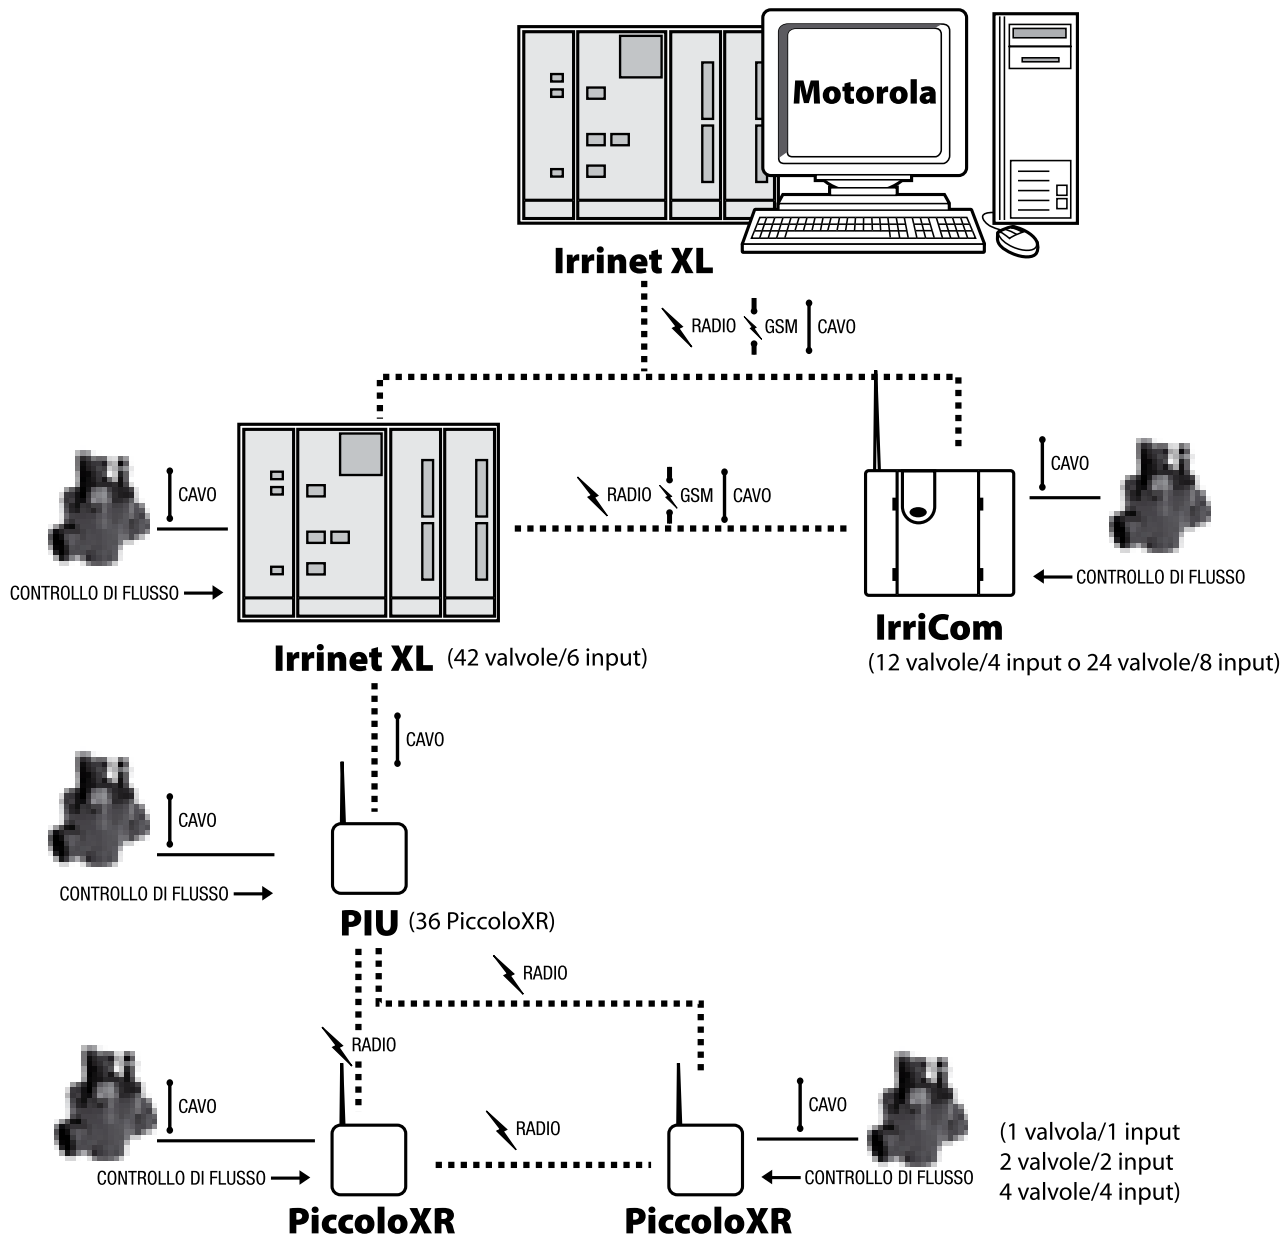 Motorola
Irrinet XL
RADIO GSM CAVO
CAVO
RADIO GSM CAVO
CAVO
CONTROLLO DI FLUSSO
CONTROLLO DI FLUSSO
IrriCom
(12 valvole/4 input o 24 valvole/8 input)
Irrinet XL (42 valvole/6 input)
CAVO
CAVO
CONTROLLO DI FLUSSO
PIU (36 PiccoloXR)
RADIO
RADIO
CAVO
RADIO
CAVO
CONTROLLO DI FLUSSO
CONTROLLO DI FLUSSO
(1 valvola/1 input
2 valvole/2 input
4 valvole/4 input)
PiccoloXR
PiccoloXR